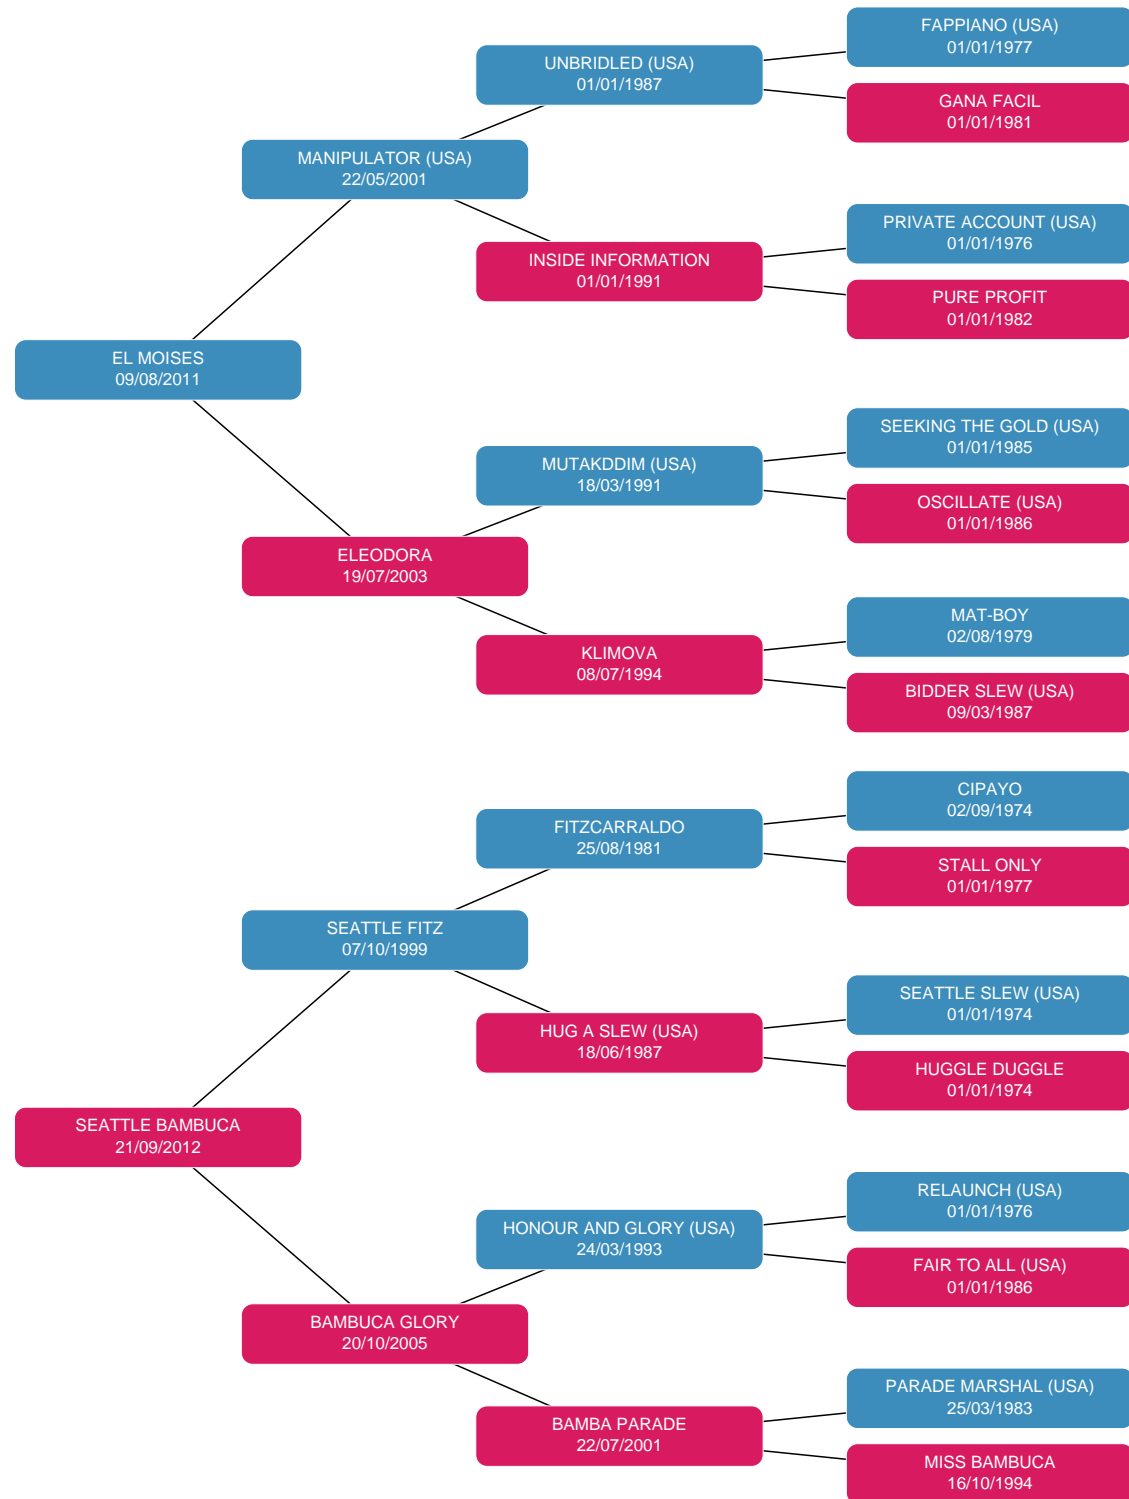 FAPPIANO (USA)
01/01/1977
UNBRIDLED (USA)
01/01/1987
GANA FACIL
01/01/1981
MANIPULATOR (USA)
22/05/2001
PRIVATE ACCOUNT (USA)
01/01/1976
INSIDE INFORMATION
01/01/1991
PURE PROFIT
01/01/1982
EL MOISES
09/08/2011
SEEKING THE GOLD (USA)
01/01/1985
MUTAKDDIM (USA)
18/03/1991
OSCILLATE (USA)
01/01/1986
ELEODORA
19/07/2003
MAT-BOY
02/08/1979
KLIMOVA
08/07/1994
BIDDER SLEW (USA)
09/03/1987
CIPAYO
02/09/1974
FITZCARRALDO
25/08/1981
STALL ONLY
01/01/1977
SEATTLE FITZ
07/10/1999
SEATTLE SLEW (USA)
01/01/1974
HUG A SLEW (USA)
18/06/1987
HUGGLE DUGGLE
01/01/1974
SEATTLE BAMBUCA
21/09/2012
RELAUNCH (USA)
01/01/1976
HONOUR AND GLORY (USA)
24/03/1993
FAIR TO ALL (USA)
01/01/1986
BAMBUCA GLORY
20/10/2005
PARADE MARSHAL (USA)
25/03/1983
BAMBA PARADE
22/07/2001
MISS BAMBUCA
16/10/1994